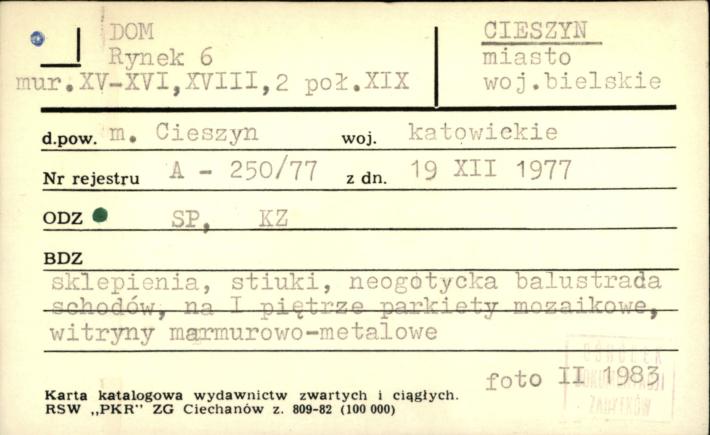 DOM
Rynek 6
mur.XV-XVI,XVIII,2 poł.XIX
CIESZYN
miasto
woj.bielskie
d.pow. m. Cieszyn woj. katowickie
Nr rejestru A - 250/77 z dn. 19 XII 1977
ODZ SP, KZ
BDZ
sklepienia, stiuki, neogotycka balustrada
schodów, na I piętrze parkiety mozaikowe,
witryny marmurowo-metalowe
OŚRODEK
DOKUMENTACJI
ZABYTKÓW
foto II 1983
Karta katalogowa wydawnictw zwartych i ciągłych.
RSW „PKR" ZG Ciechanów z. 809-82 (100 000)